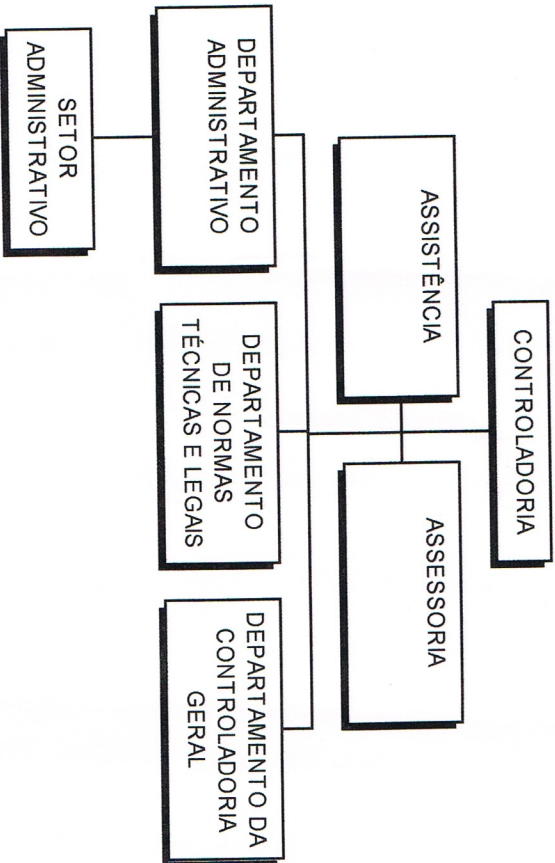 CONTROLADORIA
ASSISTÊNCIA
ASSESSORIA
DEPARTAMENTO
ADMINISTRATIVO
DEPARTAMENTO
DE NORMAS
TÉCNICAS E LEGAIS
DEPARTAMENTO DA
CONTROLADORIA
GERAL
SETOR
ADMINISTRATIVO